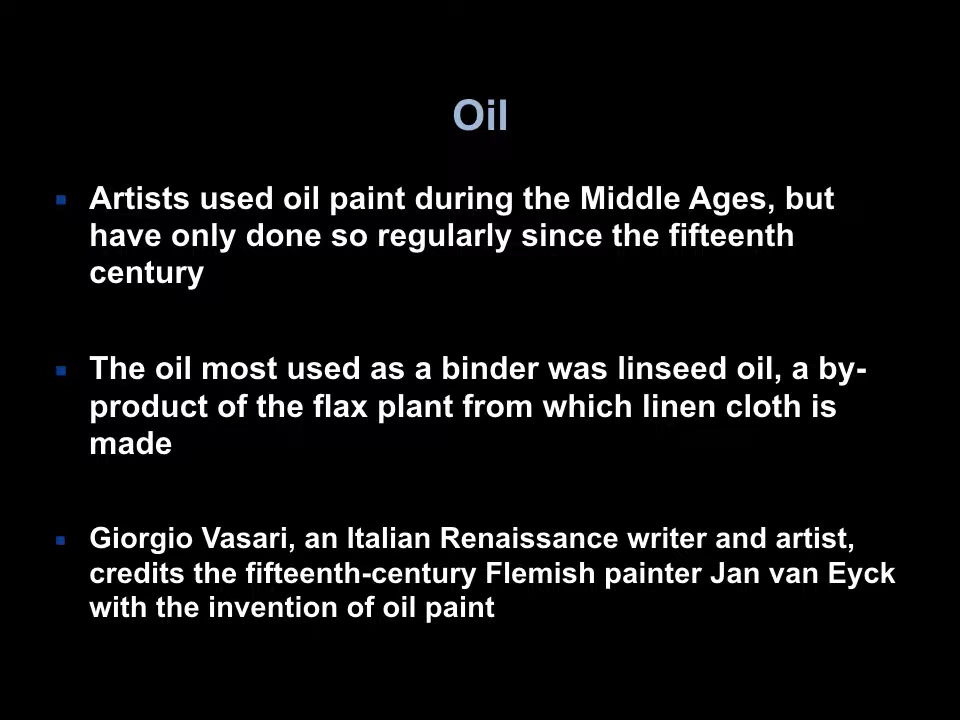 Oil
Artists used oil paint during the Middle Ages, but
have only done so regularly since the fifteenth
century
The oil most used as a binder was linseed oil, a by-
product of the flax plant from which linen cloth is
made
Giorgio Vasari, an Italian Renaissance writer and artist,
credits the fifteenth-century Flemish painter Jan van Eyck
with the invention of oil paint